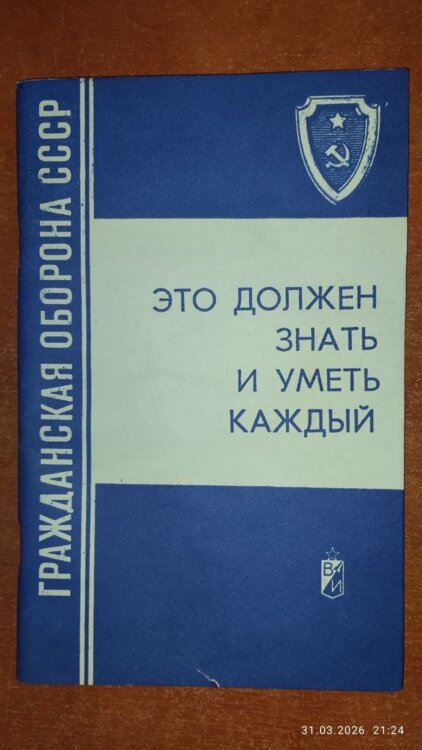 ГРАЖДАНСКАЯ ОБОРОНА СССР
ЭТО ДОЛЖЕН
ЗНАТЬ
И УМЕТЬ
КАЖДЫЙ
В
И
31.03.2026 21:24